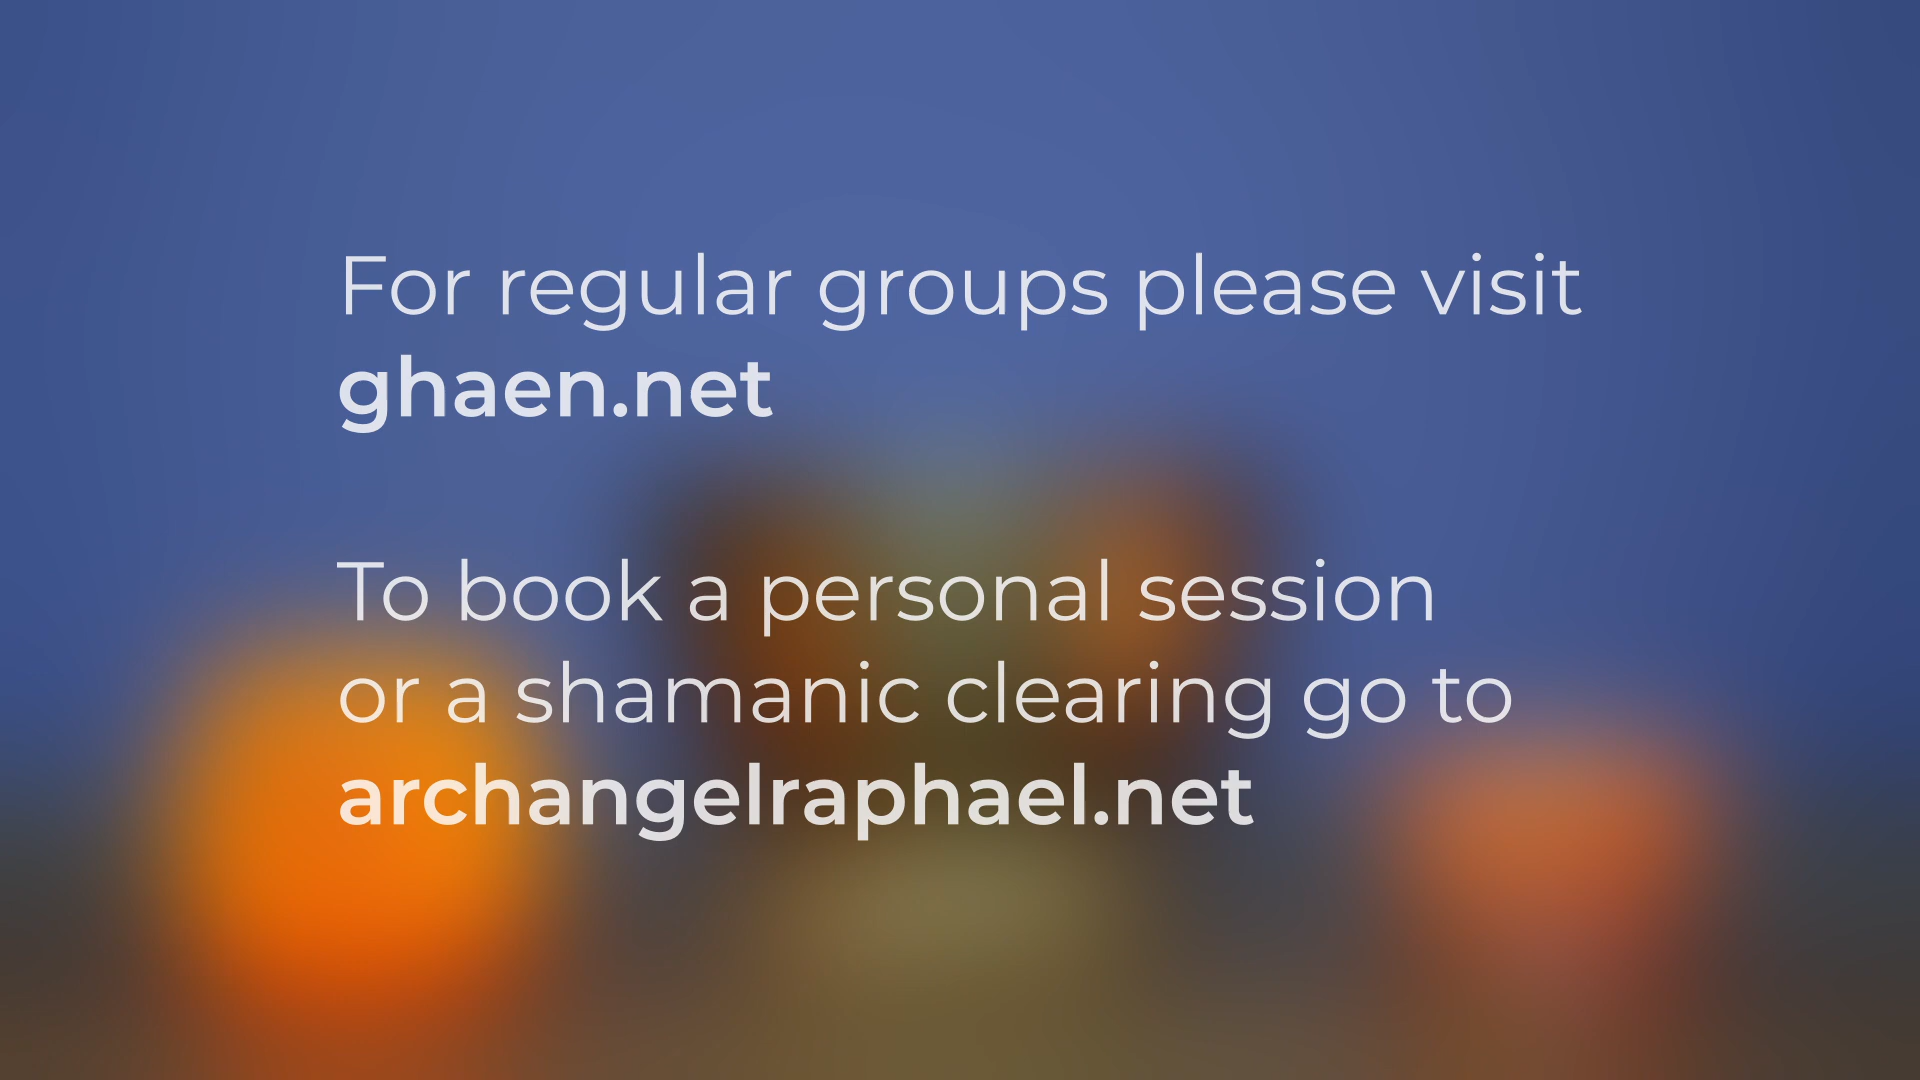 For regular groups please visit
ghaen.net
To book a personal session
or a shamanic clearing go to
archangelraphael.net